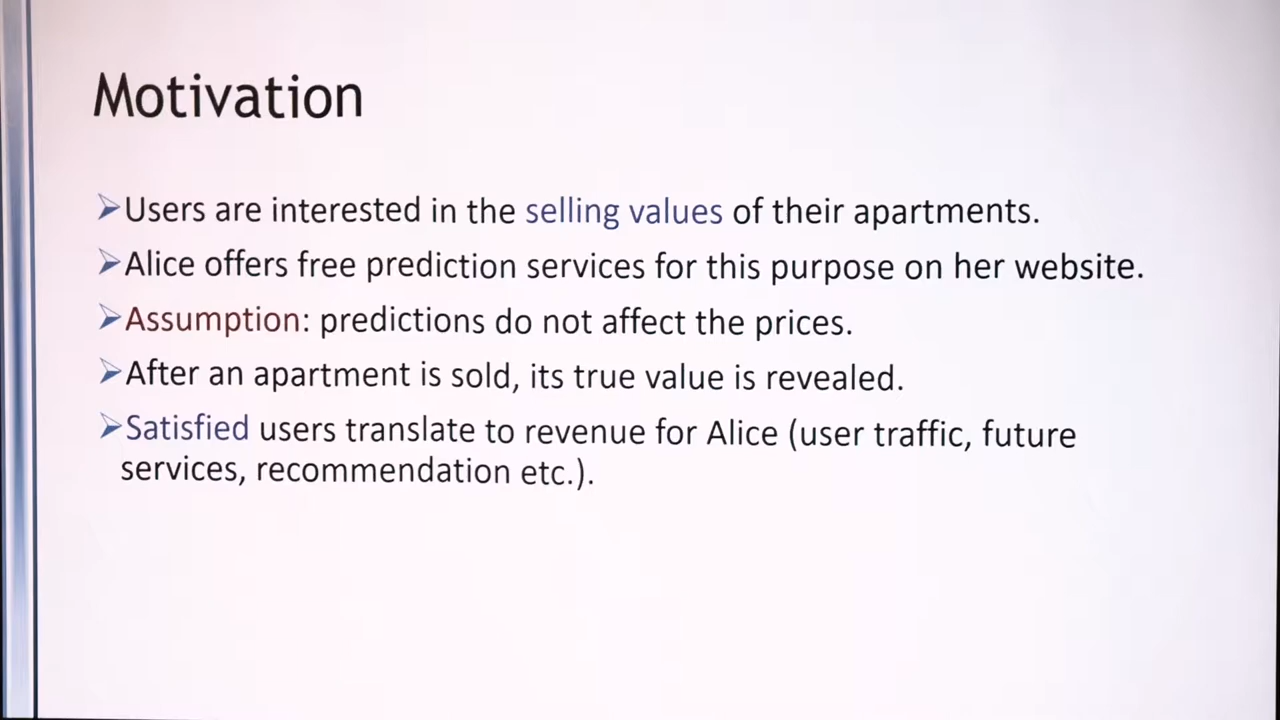 Motivation
➢Users are interested in the selling values of their apartments.
➢Alice offers free prediction services for this purpose on her website.
➢Assumption: predictions do not affect the prices.
➢After an apartment is sold, its true value is revealed.
➢Satisfied users translate to revenue for Alice (user traffic, future
services, recommendation etc.).